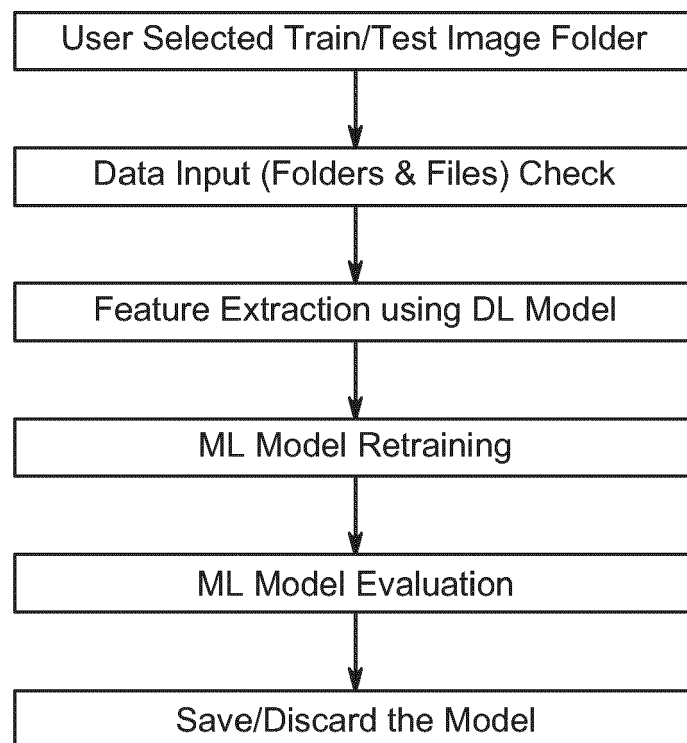 User Selected Train/Test Image Folder
Data Input (Folders & Files) Check
Feature Extraction using DL Model
ML Model Retraining
ML Model Evaluation
Save/Discard the Model